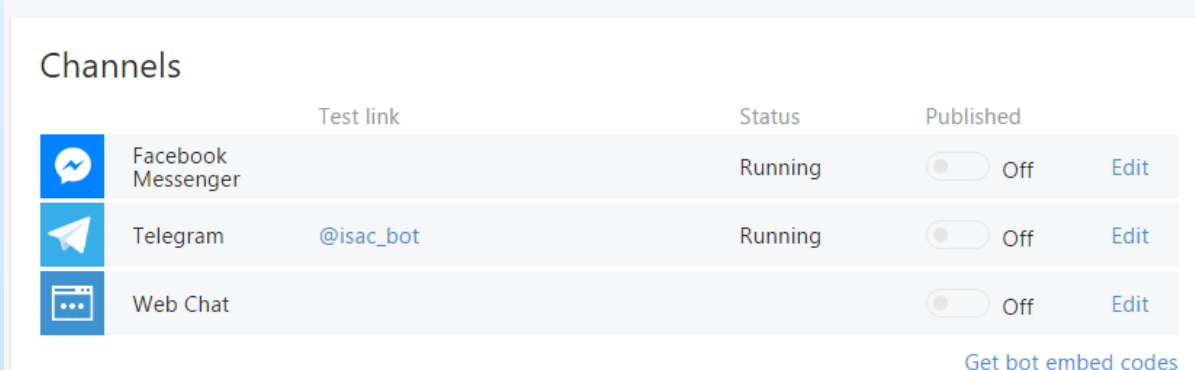 Channels
Test link Status Published
Facebook
Messenger Running Off Edit
Telegram @isac_bot Running Off Edit
Web Chat Off Edit
Get bot embed codes